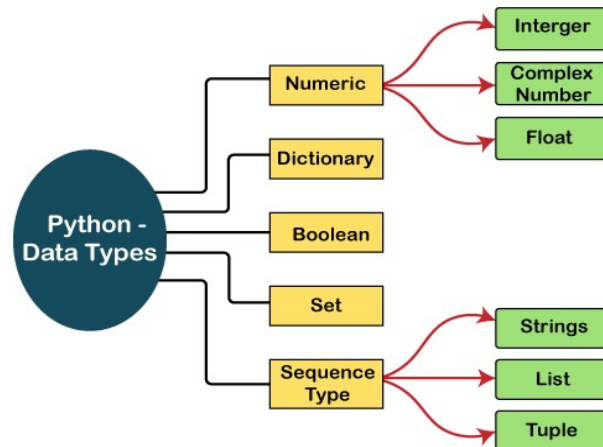 Python -
Data Types
Numeric
Dictionary
Boolean
Set
Sequence
Type
Interger
Complex
Number
Float
Strings
List
Tuple